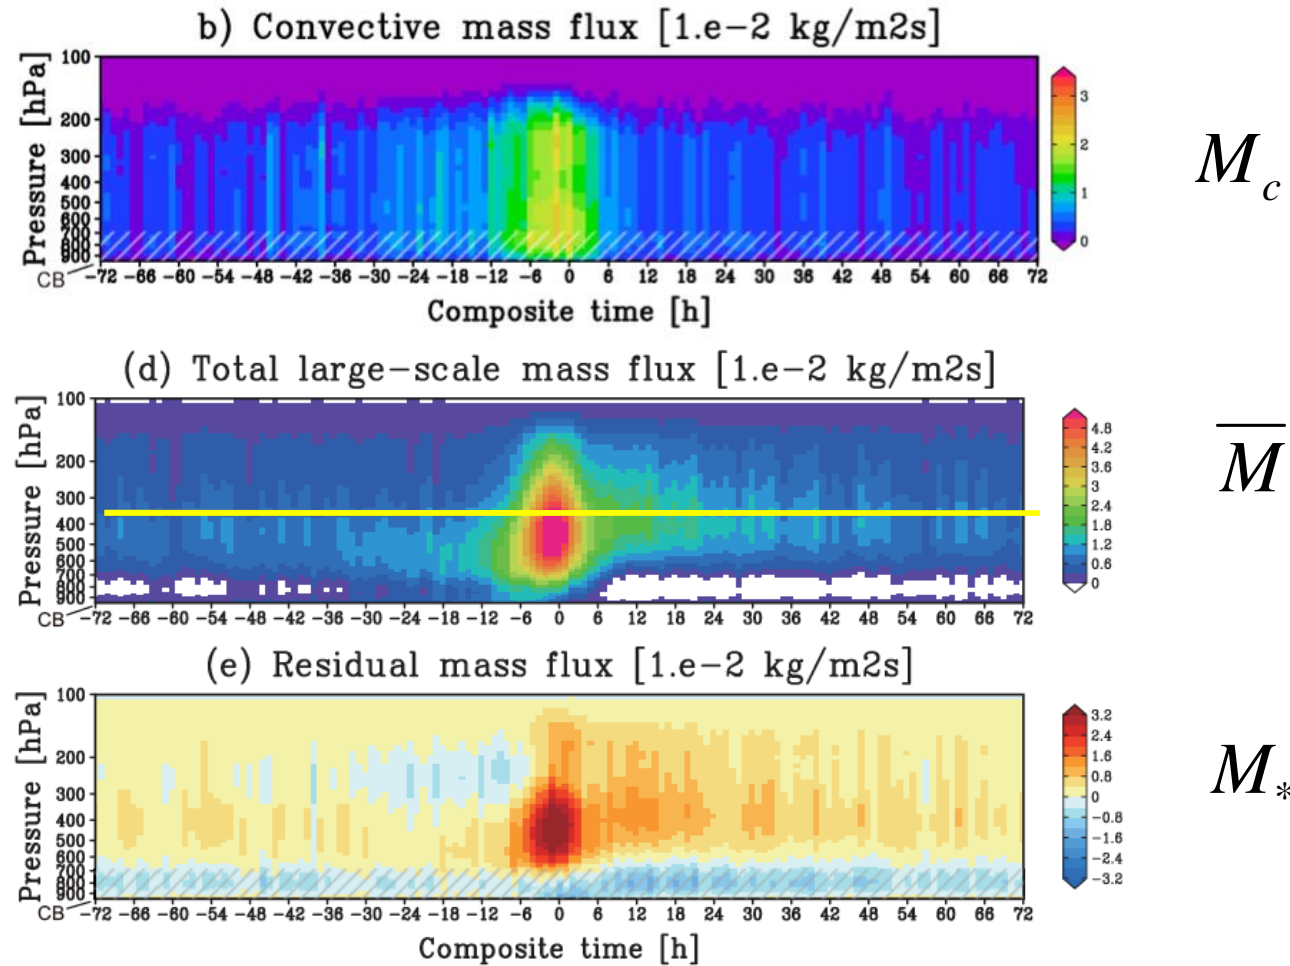 b) Convective mass flux [1.e-2 kg/m2s]
Pressure [hPa]
100
200
300
400
500
600
700
800
900
CB
-72 -66 -60 -54 -48 -42 -36 -30 -24 -18 -12 -6 0 6 12 18 24 30 36 42 48 54 60 66 72
Composite time [h]
3
2
1
0
M_c
(d) Total large-scale mass flux [1.e-2 kg/m2s]
Pressure [hPa]
100
200
300
400
500
600
700
800
900
CB
-72 -66 -60 -54 -48 -42 -36 -30 -24 -18 -12 -6 0 6 12 18 24 30 36 42 48 54 60 66 72
4.8
4.2
3.6
3
2.4
1.8
1.2
0.6
0
M̅
(e) Residual mass flux [1.e-2 kg/m2s]
Pressure [hPa]
100
200
300
400
500
600
700
800
900
CB
-72 -66 -60 -54 -48 -42 -36 -30 -24 -18 -12 -6 0 6 12 18 24 30 36 42 48 54 60 66 72
Composite time [h]
3.2
2.4
1.6
0.8
0
-0.8
-1.6
-2.4
-3.2
M_*